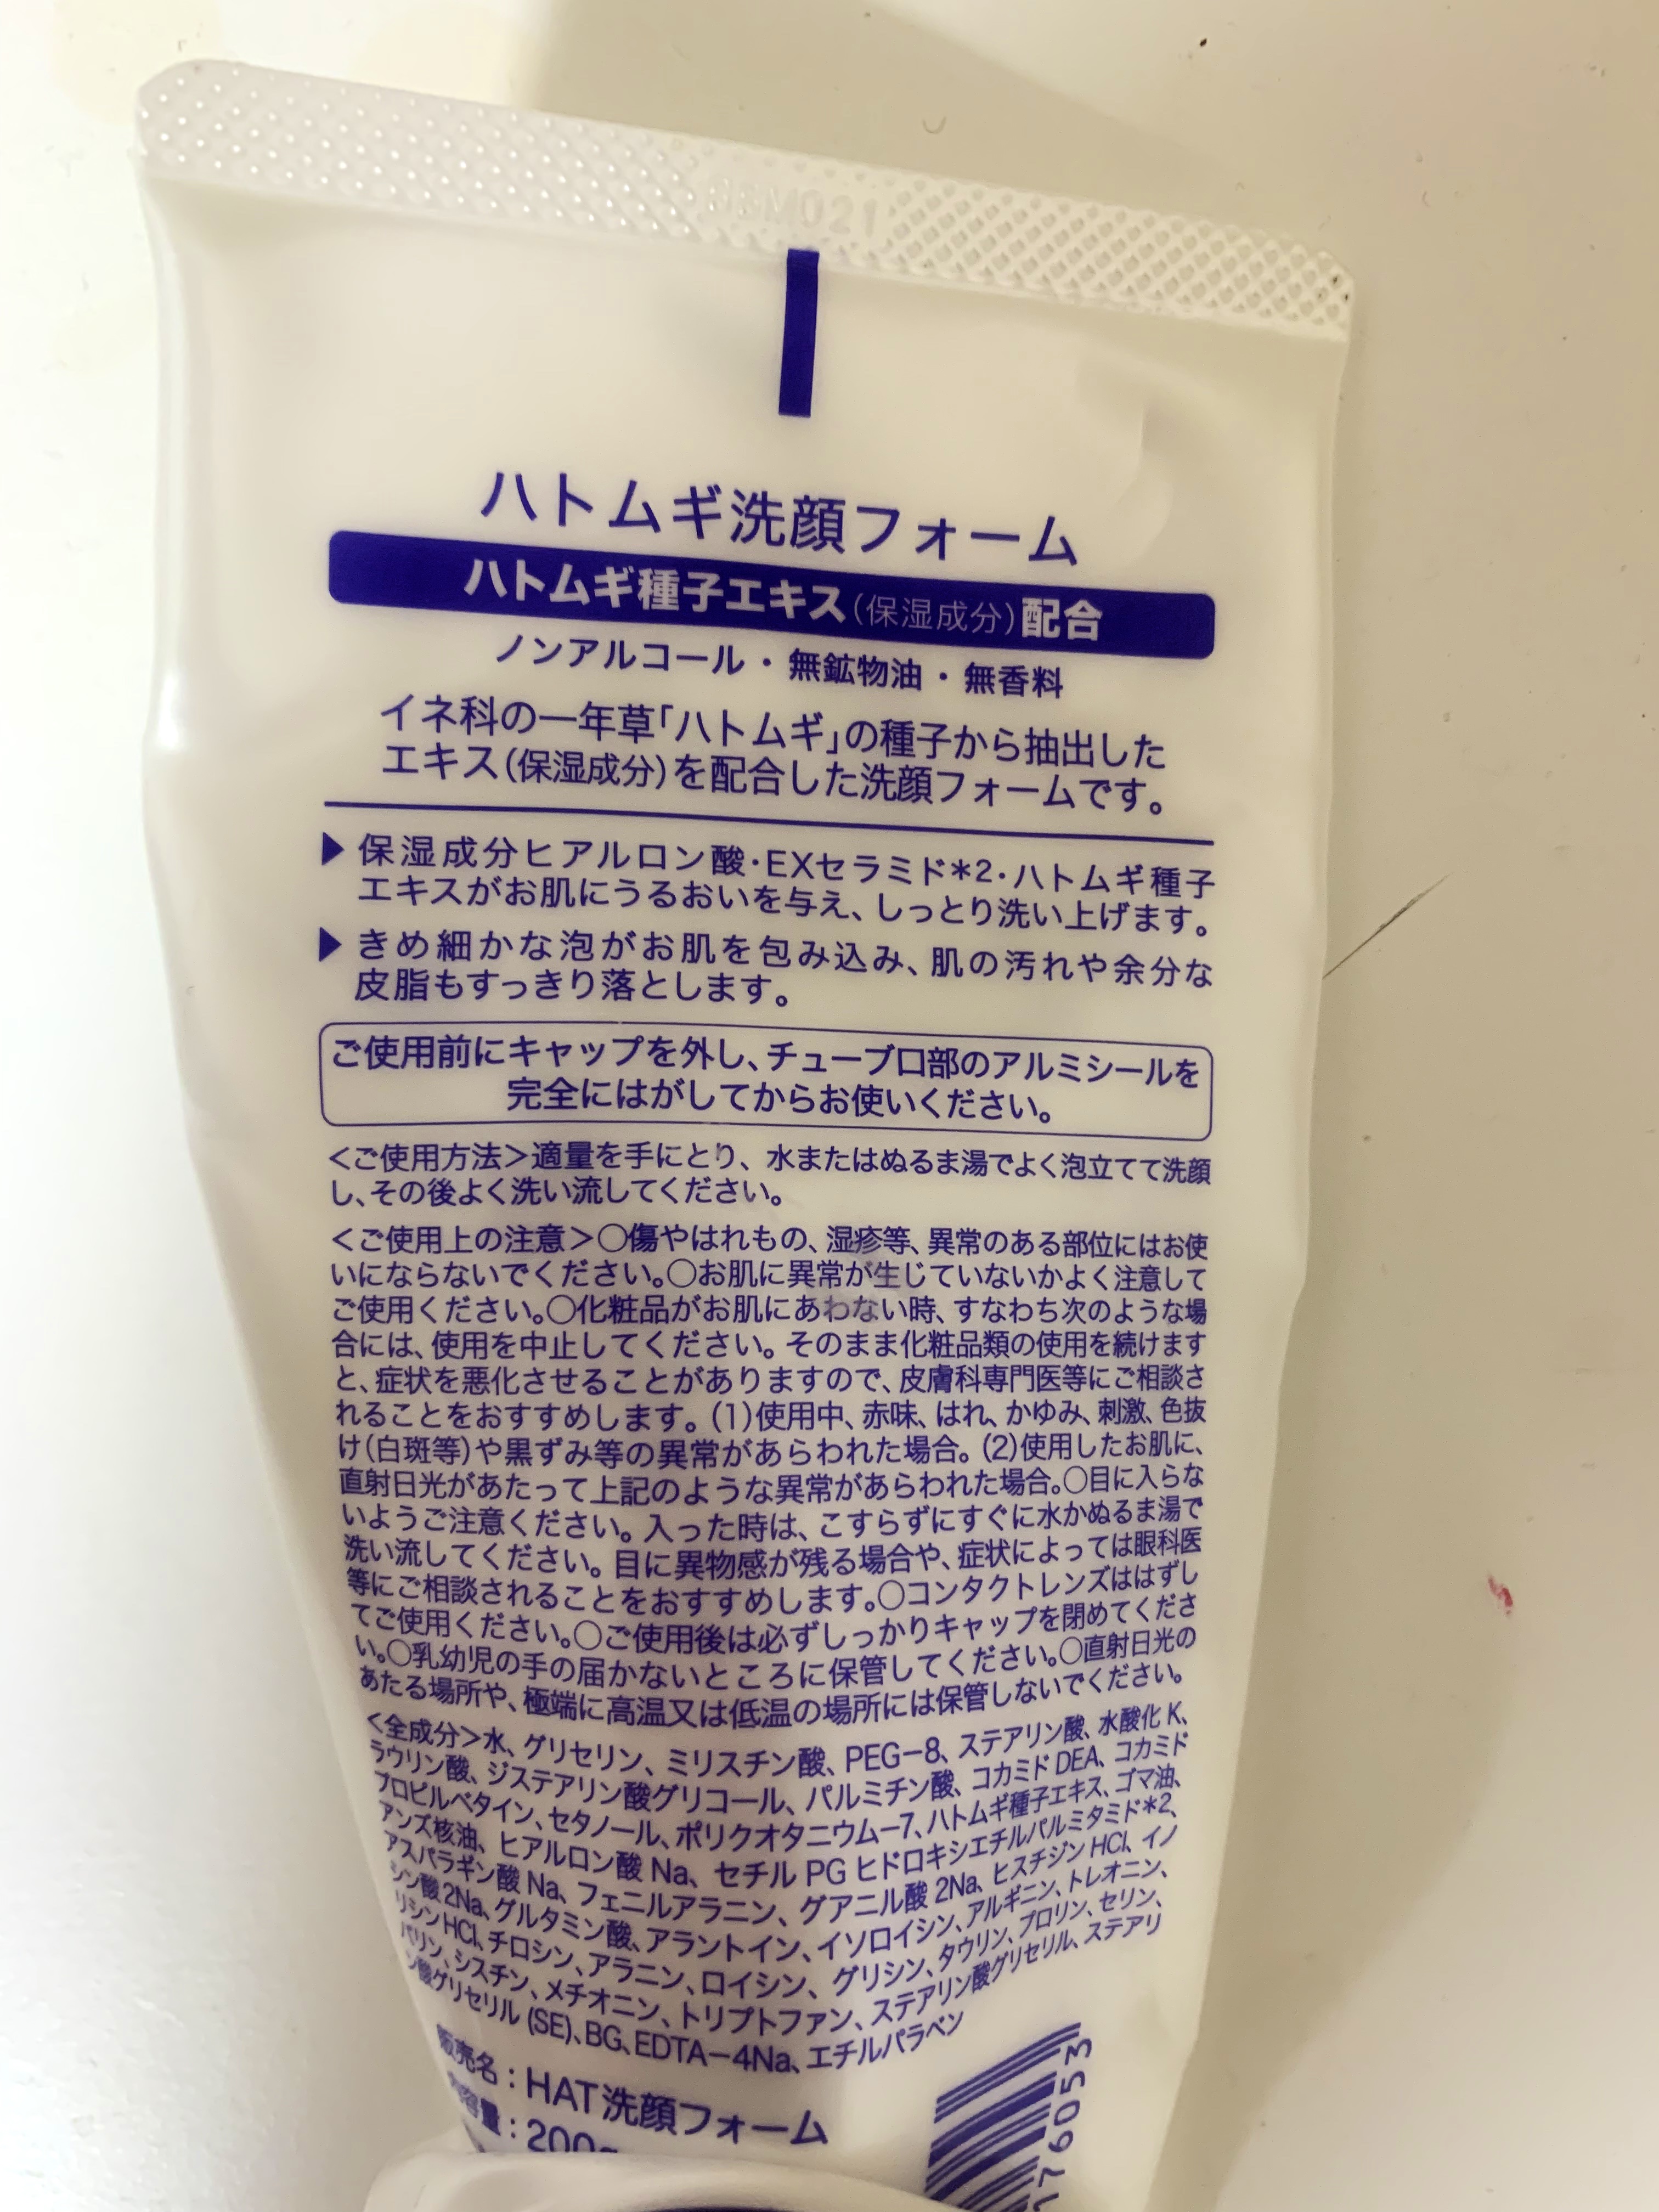 ハトムギ洗顔フォーム
ハトムギ種子エキス(保湿成分)配合
ノンアルコール・無鉱物油・無香料
イネ科の一年草「ハトムギ」の種子から抽出した
エキス(保湿成分)を配合した洗顔フォームです。
▶保湿成分ヒアルロン酸・EXセラミド*2・ハトムギ種子
エキスがお肌にうるおいを与え、しっとり洗い上げます。
▶きめ細かな泡がお肌を包み込み、肌の汚れや余分な
皮脂もすっきり落とします。
ご使用前にキャップを外し、チューブ口部のアルミシールを
完全にはがしてからお使いください。
<ご使用方法>適量を手にとり、水またはぬるま湯でよく泡立てて洗顔
し、その後よく洗い流してください。
<ご使用上の注意>○傷やはれもの、湿疹等、異常のある部位にはお使
いにならないでください。○お肌に異常が生じていないかよく注意して
ご使用ください。○化粧品がお肌にあわない時、すなわち次のような場
合には、使用を中止してください。そのまま化粧品類の使用を続けます
と、症状を悪化させることがありますので、皮膚科専門医等にご相談さ
れることをおすすめします。(1)使用中、赤味、はれ、かゆみ、刺激、色抜
け(白斑等)や黒ずみ等の異常があらわれた場合。(2)使用したお肌に、
直射日光があたって上記のような異常があらわれた場合。○目に入らな
いようご注意ください。入った時は、こすらずにすぐに水かぬるま湯で
洗い流してください。目に異物感が残る場合や、症状によっては眼科医
等にご相談されることをおすすめします。○コンタクトレンズははずし
てご使用ください。○ご使用後は必ずしっかりキャップを閉めてくださ
い。○乳幼児の手の届かないところに保管してください。○直射日光の
あたる場所や、極端に高温又は低温の場所には保管しないでください。
<全成分>水、グリセリン、ミリスチン酸、PEG-8、ステアリン酸、水酸化K、
ラウリン酸、ジステアリン酸グリコール、パルミチン酸、コカミドDEA、コカミド
プロピルベタイン、セタノール、ポリクオタニウム-7、ハトムギ種子エキス、ゴマ油、
アンズ核油、ヒアルロン酸Na、セチルPGヒドロキシエチルパルミタミド*2、
アスパラギン酸Na、フェニルアラニン、グアニル酸2Na、ヒスチジンHCl、イノ
シン酸2Na、グルタミン酸、アラントイン、イソロイシン、アルギニン、トレオニン、
リシンHCl、チロシン、アラニン、ロイシン、グリシン、タウリン、プロリン、セリン、
バリン、シスチン、メチオニン、トリプトファン、ステアリン酸グリセリル、ステアリ
ン酸グリセリル(SE)、BG、EDTA-4Na、エチルパラベン
販売名：HAT洗顔フォーム
内容量：200g
176053